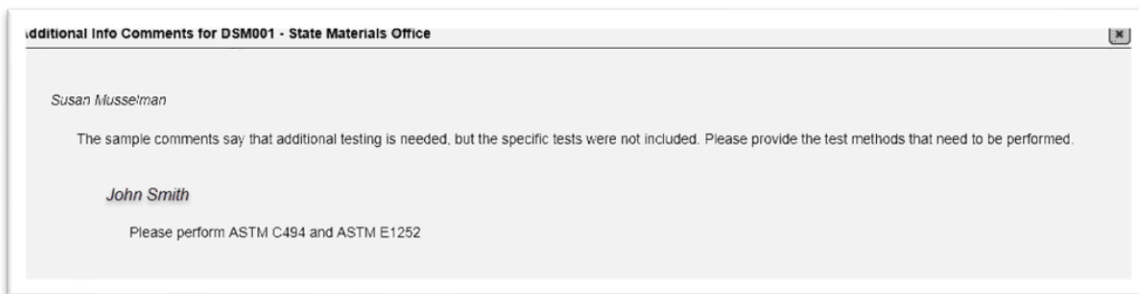 dditional Info Comments for DSM001 - State Materials Office
Susan Musselman
The sample comments say that additional testing is needed, but the specific tests were not included. Please provide the test methods that need to be performed.
John Smith
Please perform ASTM C494 and ASTM E1252